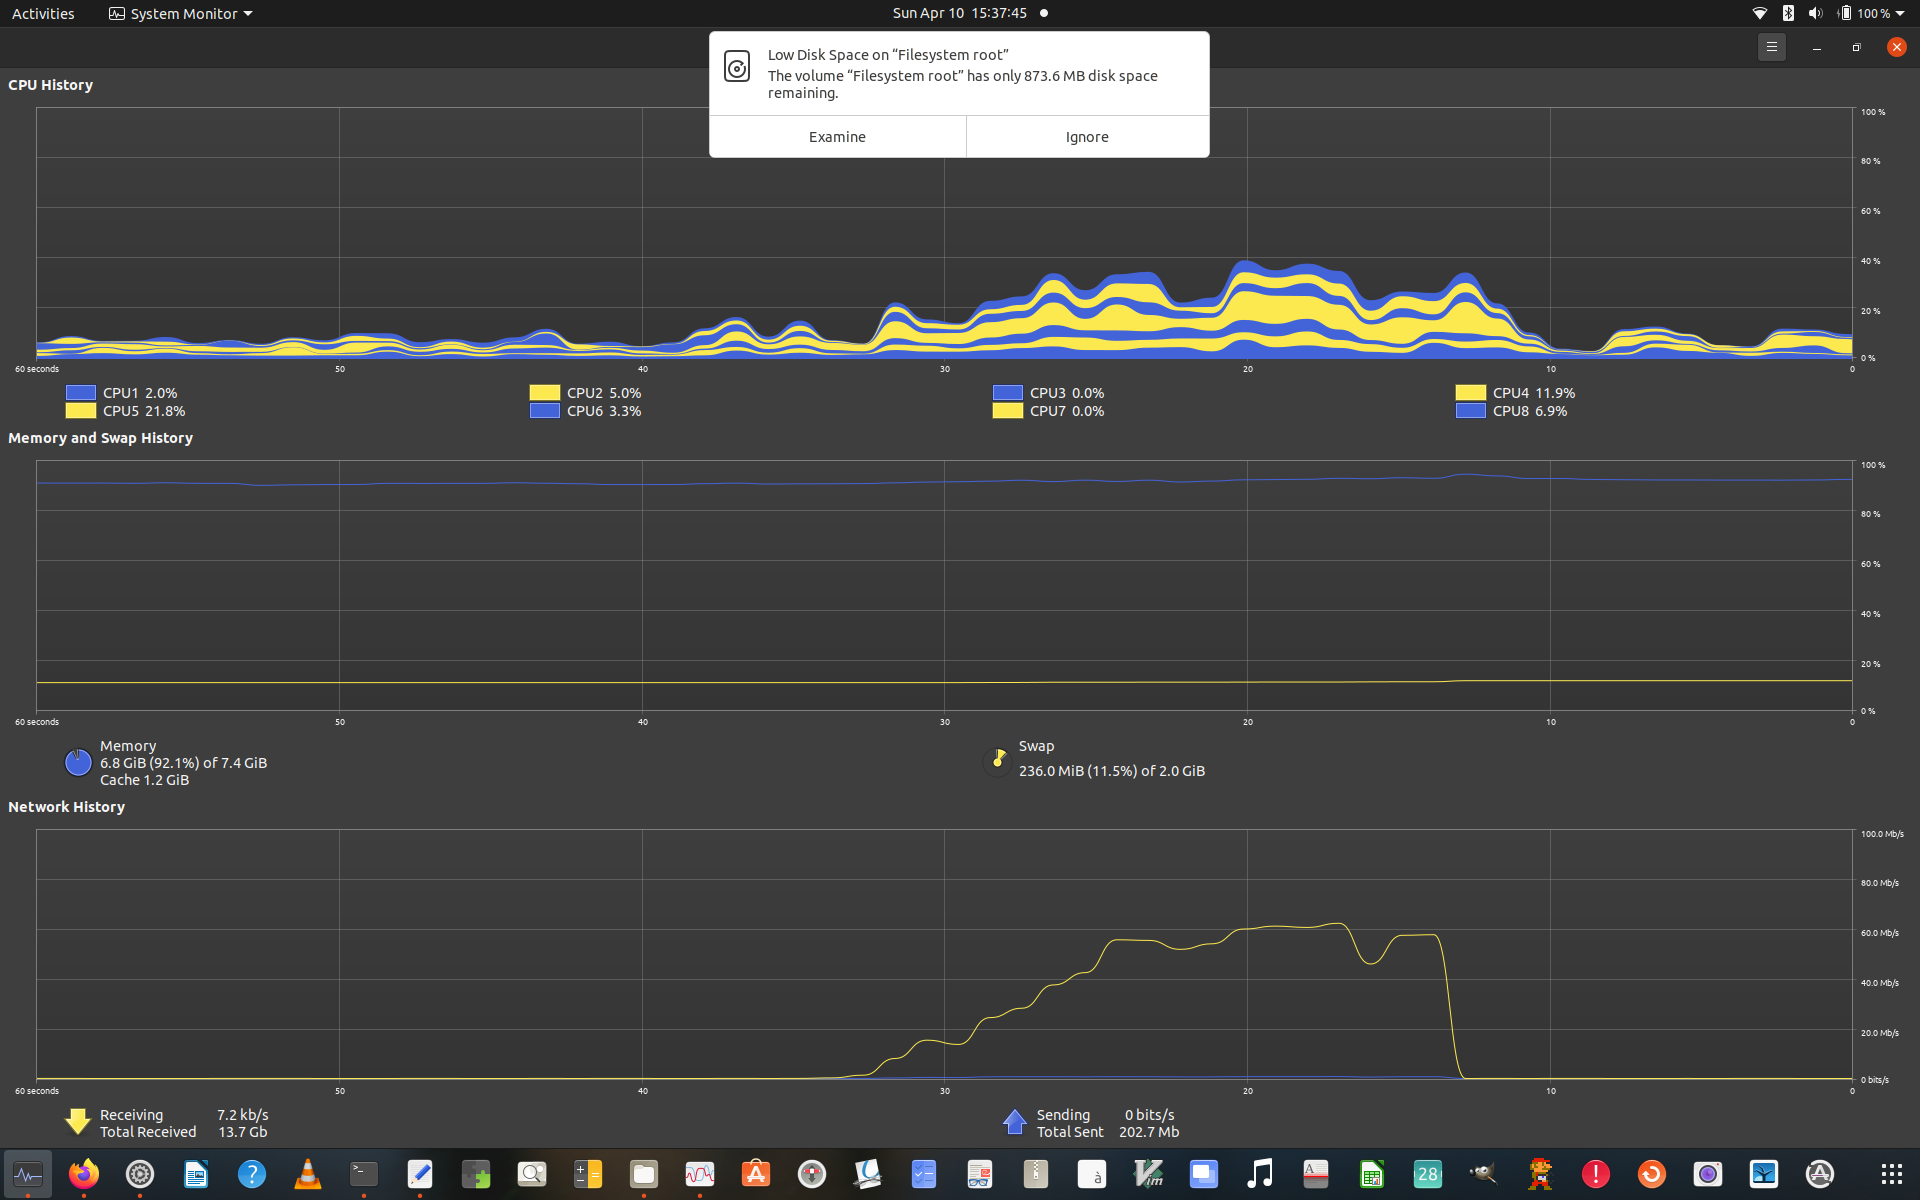 Activities System Monitor Sun Apr 10 15:37:45 100 %
Low Disk Space on “Filesystem root”
The volume “Filesystem root” has only 873.6 MB disk space
remaining.
Examine Ignore
CPU History
100 %
80 %
60 %
40 %
20 %
0 %
60 seconds 50 40 30 20 10 0
CPU1 2.0% CPU2 5.0% CPU3 0.0% CPU4 11.9%
CPU5 21.8% CPU6 3.3% CPU7 0.0% CPU8 6.9%
Memory and Swap History
100 %
80 %
60 %
40 %
20 %
0 %
60 seconds 50 40 30 20 10 0
Memory
6.8 GiB (92.1%) of 7.4 GiB
Cache 1.2 GiB
Swap
236.0 MiB (11.5%) of 2.0 GiB
Network History
100.0 Mb/s
80.0 Mb/s
60.0 Mb/s
40.0 Mb/s
20.0 Mb/s
0 bits/s
60 seconds 50 40 30 20 10 0
Receiving 7.2 kb/s
Total Received 13.7 Gb
Sending 0 bits/s
Total Sent 202.7 Mb
28